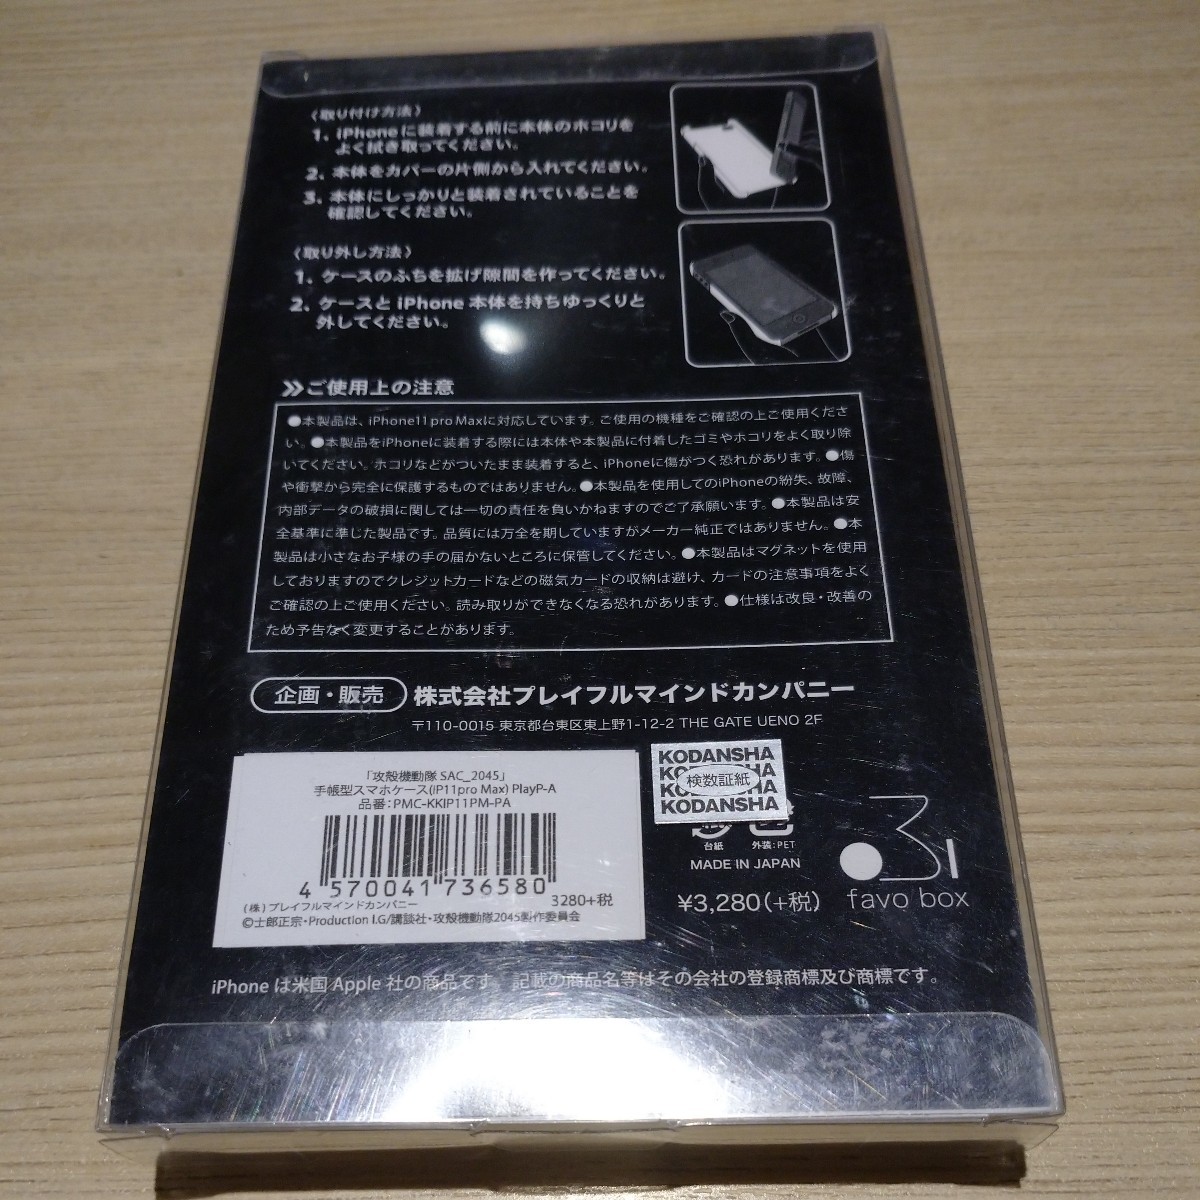 〈取り付け方法〉
1. iPhoneに装着する前に本体のホコリを
よく拭き取ってください。
2. 本体をカバーの片側から入れてください。
3. 本体にしっかりと装着されていることを
確認してください。
〈取り外し方法〉
1. ケースのふちを拡げ隙間を作ってください。
2. ケースと iPhone 本体を持ちゆっくりと
外してください。
ご使用上の注意
●本製品は、iPhone11 pro Maxに対応しています。ご使用の機種をご確認の上ご使用くださ
い。●本製品をiPhoneに装着する際には本体や本製品に付着したゴミやホコリをよく取り除
いてください。ホコリなどがついたまま装着すると、iPhoneに傷がつく恐れがあります。●傷
や衝撃から完全に保護するものではありません。●本製品を使用してのiPhoneの紛失、故障、
内部データの破損に関しては一切の責任を負いかねますのでご了承願います。●本製品は安
全基準に準じた製品です。品質には万全を期していますがメーカー純正ではありません。●本
製品は小さなお子様の手の届かないところに保管してください。●本製品はマグネットを使用
しておりますのでクレジットカードなどの磁気カードの収納は避け、カードの注意事項をよく
ご確認の上ご使用ください。読み取りができなくなる恐れがあります。●仕様は改良・改善の
ため予告なく変更することがあります。
企画・販売 株式会社プレイフルマインドカンパニー
〒110-0015 東京都台東区東上野1-12-2 THE GATE UENO 2F
「攻殻機動隊 SAC_2045」
手帳型スマホケース(iP11pro Max) PlayP-A
品番:PMC-KKIP11PM-PA
4 570041 736580
3280+税
(株)プレイフルマインドカンパニー
©士郎正宗・Production I.G/講談社・攻殻機動隊2045製作委員会
KODANSHA
検数証紙
KODANSHA
台紙 外装:PET
MADE IN JAPAN
¥3,280(+税)
31
favo box
iPhone は米国 Apple 社の商品です。記載の商品名等はその会社の登録商標及び商標です。